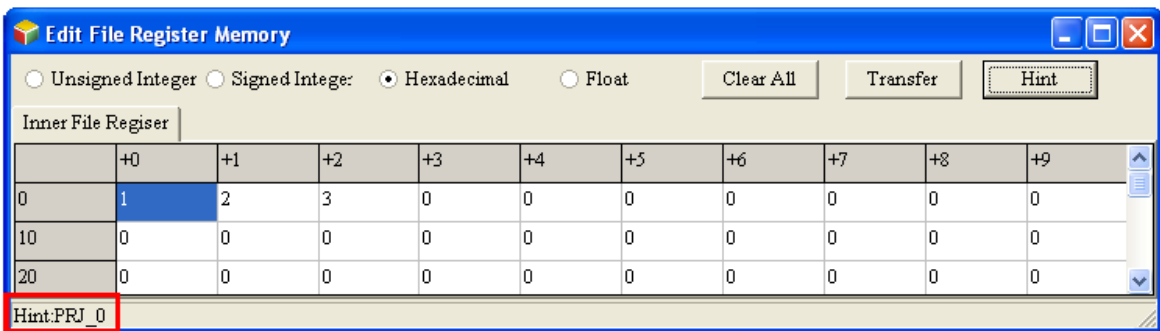 Edit File Register Memory
Unsigned Integer Signed Integer Hexadecimal Float Clear All Transfer Hint
Inner File Regiser
+0 +1 +2 +3 +4 +5 +6 +7 +8 +9
0 1 2 3 0 0 0 0 0 0 0
10 0 0 0 0 0 0 0 0 0 0
20 0 0 0 0 0 0 0 0 0 0
Hint:PRJ_0